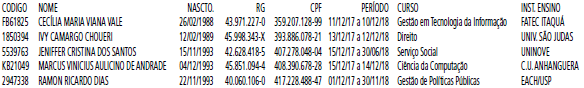 CODIGO NOME NASCTO. RG CPF PERÍODO CURSO INST. ENSINO
FB61825 CECÍLIA MARIA VIANA VALE 26/02/1988 43.971.227-0 359.207.128-99 11/12/17 a 10/12/18 Gestão em Tecnologia da Informação FATEC ITAQUÁ
1850394 IVY CAMARGO CHOUERI 12/02/1989 45.998.343-X 393.886.078-21 13/12/17 a 12/12/18 Direito UNIV. SÃO JUDAS
5539763 JENIFFER CRISTINA DOS SANTOS 15/11/1993 42.628.418-5 407.278.048-04 15/12/17 a 30/06/18 Serviço Social UNINOVE
KB21049 MARCUS VINICIUS AULICINO DE ANDRADE 04/12/1993 45.851.094-4 408.390.678-28 15/12/17 a 14/12/18 Ciência da Computação C.U.ANHANGUERA
2947338 RAMON RICARDO DIAS 22/11/1993 40.060.106-0 417.228.488-47 01/12/17 a 30/11/18 Gestão de Políticas Públicas EACH/USP